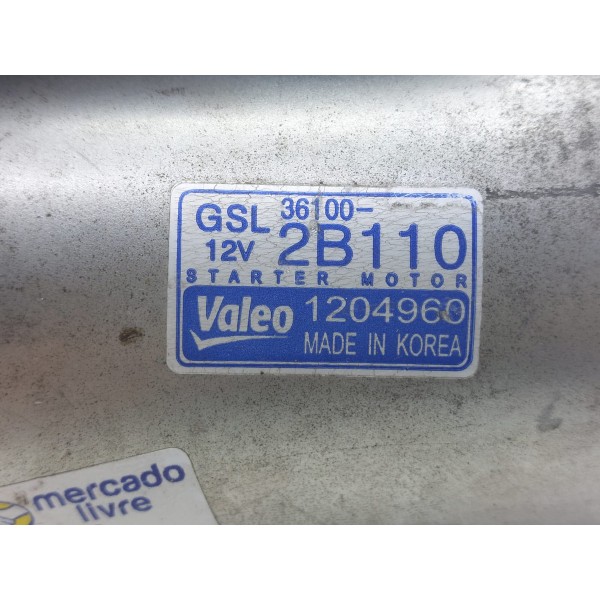 GSL 36100-
12V 2B110
STARTER MOTOR
Valeo 1204960
MADE IN KOREA
mercado
livre